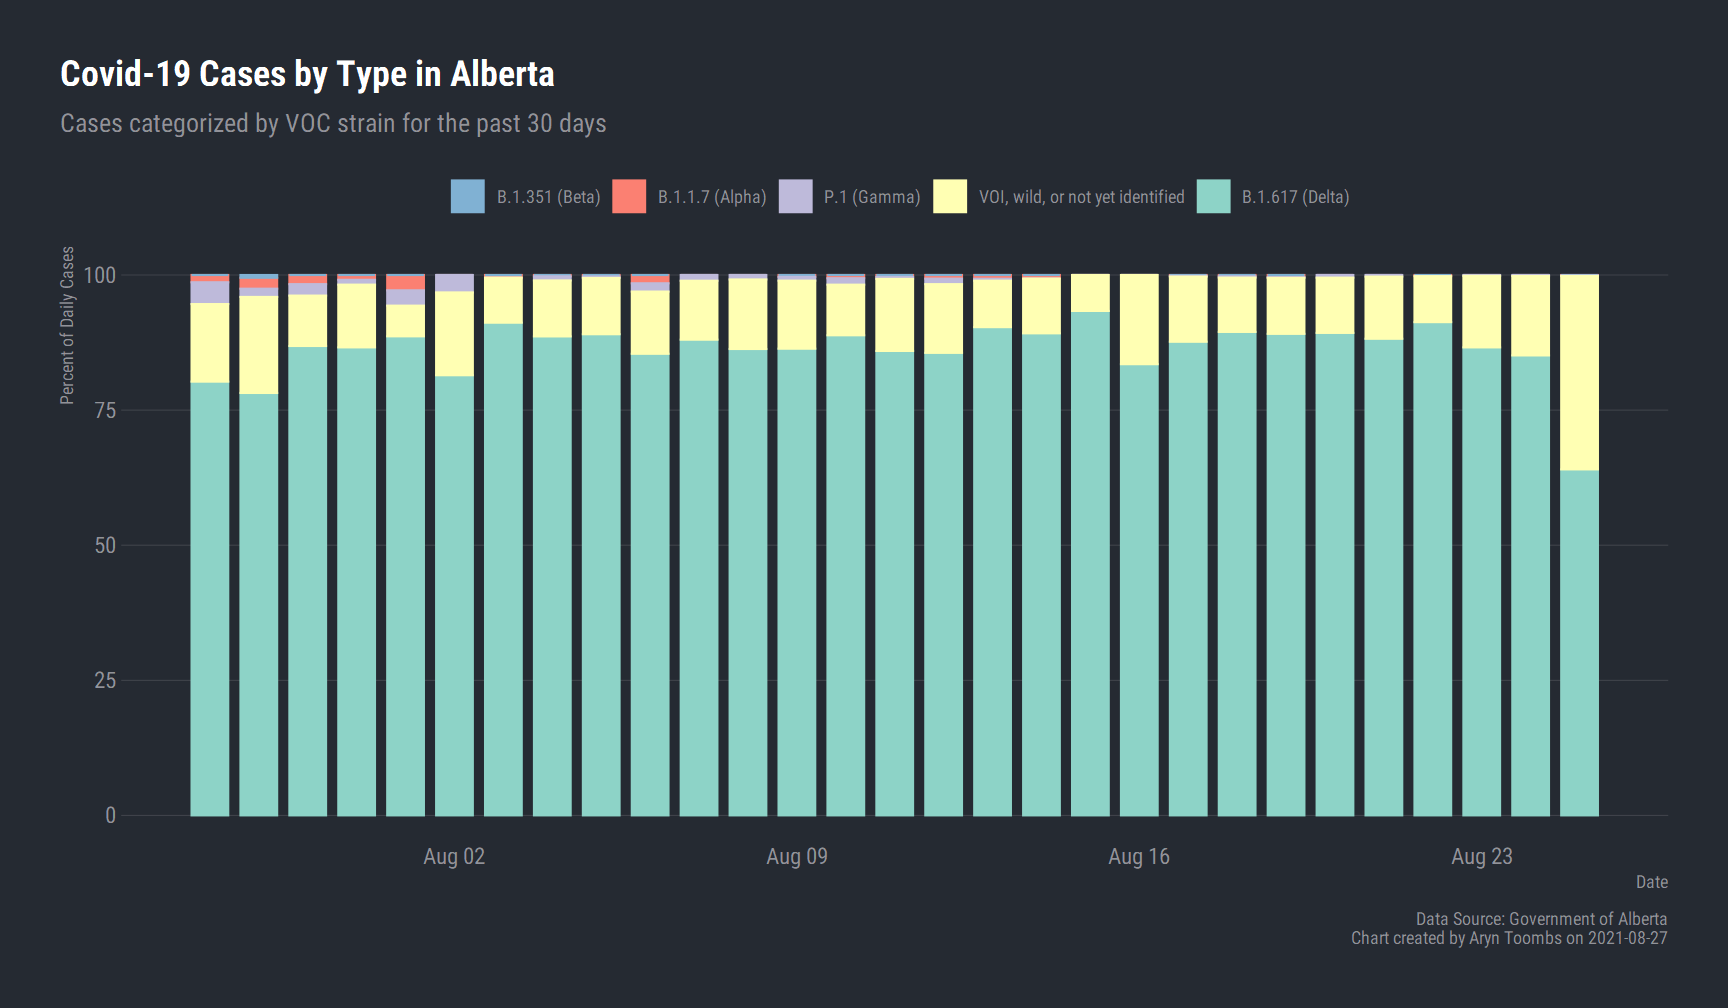 Covid-19 Cases by Type in Alberta
Cases categorized by VOC strain for the past 30 days
B.1.351 (Beta) B.1.1.7 (Alpha) P.1 (Gamma) VOI, wild, or not yet identified B.1.617 (Delta)
Percent of Daily Cases
100
75
50
25
0
Aug 02 Aug 09 Aug 16 Aug 23
Date
Data Source: Government of Alberta
Chart created by Aryn Toombs on 2021-08-27